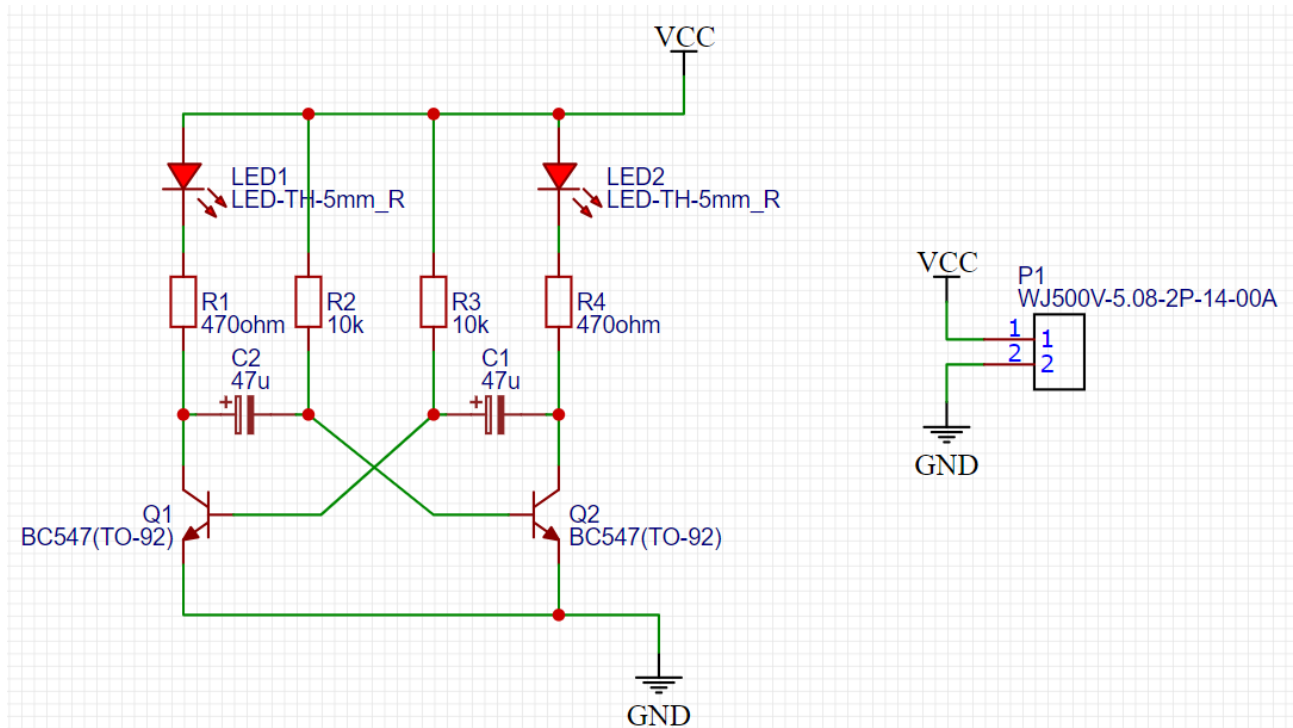 VCC
LED1
LED-TH-5mm_R
LED2
LED-TH-5mm_R
R1
470ohm
R2
10k
R3
10k
R4
470ohm
C2
47u
+
C1
47u
+
Q1
BC547(TO-92)
Q2
BC547(TO-92)
GND
VCC
P1
WJ500V-5.08-2P-14-00A
1 1
2 2
GND